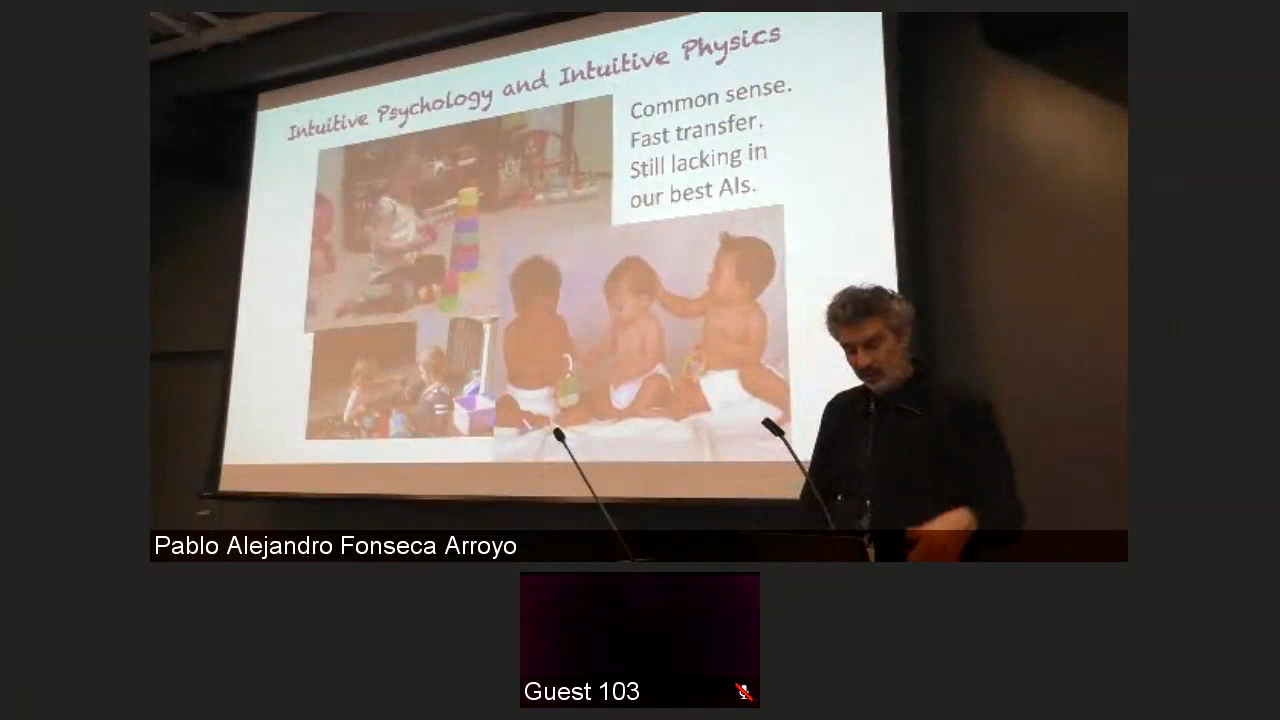 Intuitive Psychology and Intuitive Physics
Common sense.
Fast transfer.
Still lacking in
our best AIs.
Pablo Alejandro Fonseca Arroyo
Guest 103